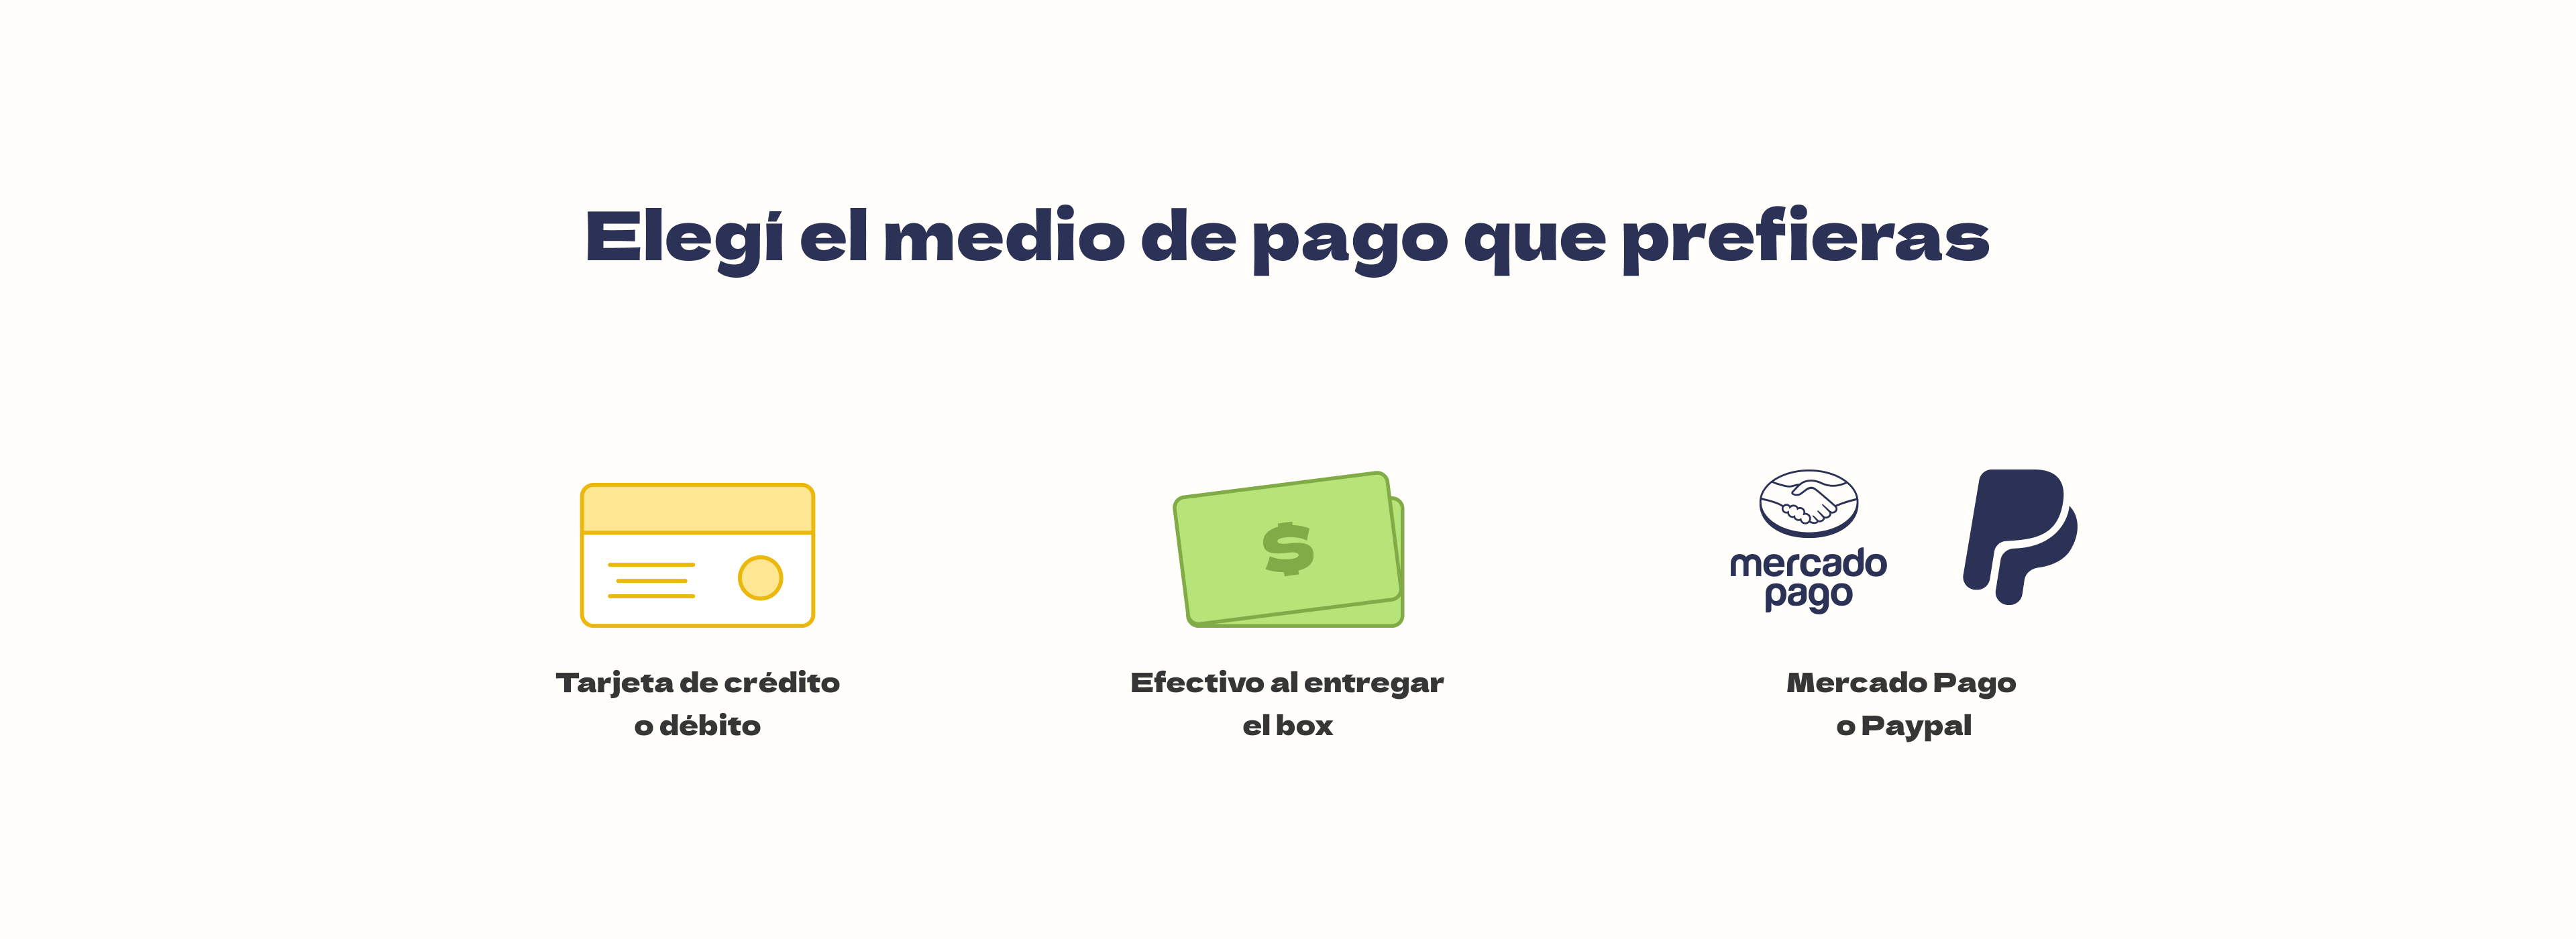 Elegí el medio de pago que prefieras
$
mercado
pago
Tarjeta de crédito
o débito
Efectivo al entregar
el box
Mercado Pago
o Paypal